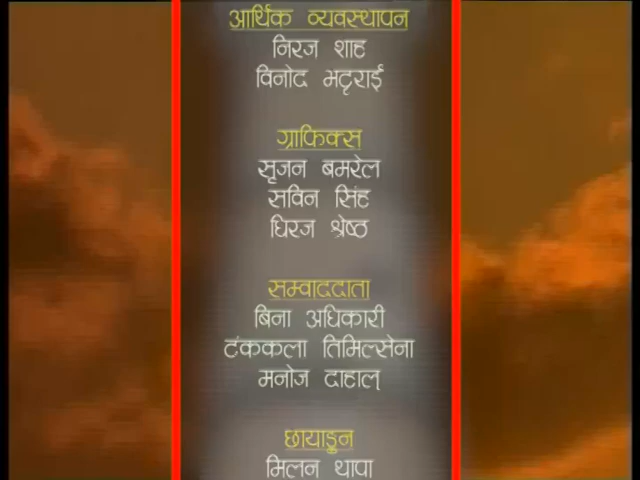 आर्थिक व्यवस्थापन
निरज शाह
विनोद भट्टराई
ग्राफिक्स
सृजन बमरेल
सविन सिंह
धिरज श्रेष्ठ
सम्वाददाता
बिना अधिकारी
टंककला तिमिल्सेना
मनोज दाहाल्
छायाङ्कन
मिलन थापा